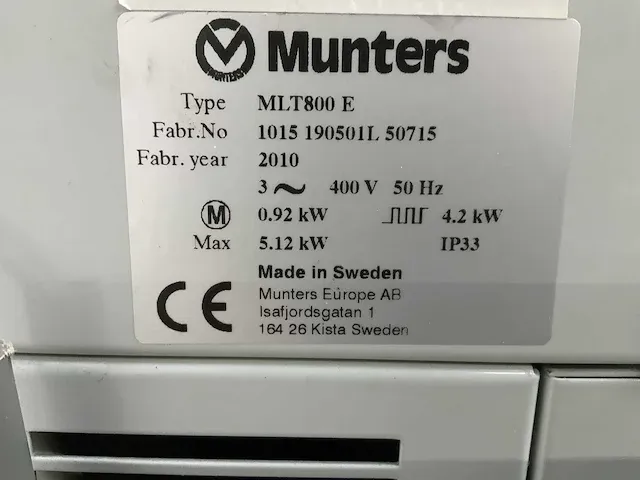 MUNTERS Munters
Type MLT800 E
Fabr.No 1015 190501L 50715
Fabr. year 2010
3 ~ 400 V 50 Hz
M 0.92 kW 4.2 kW
Max 5.12 kW IP33
Made in Sweden
CE Munters Europe AB
Isafjordsgatan 1
164 26 Kista Sweden